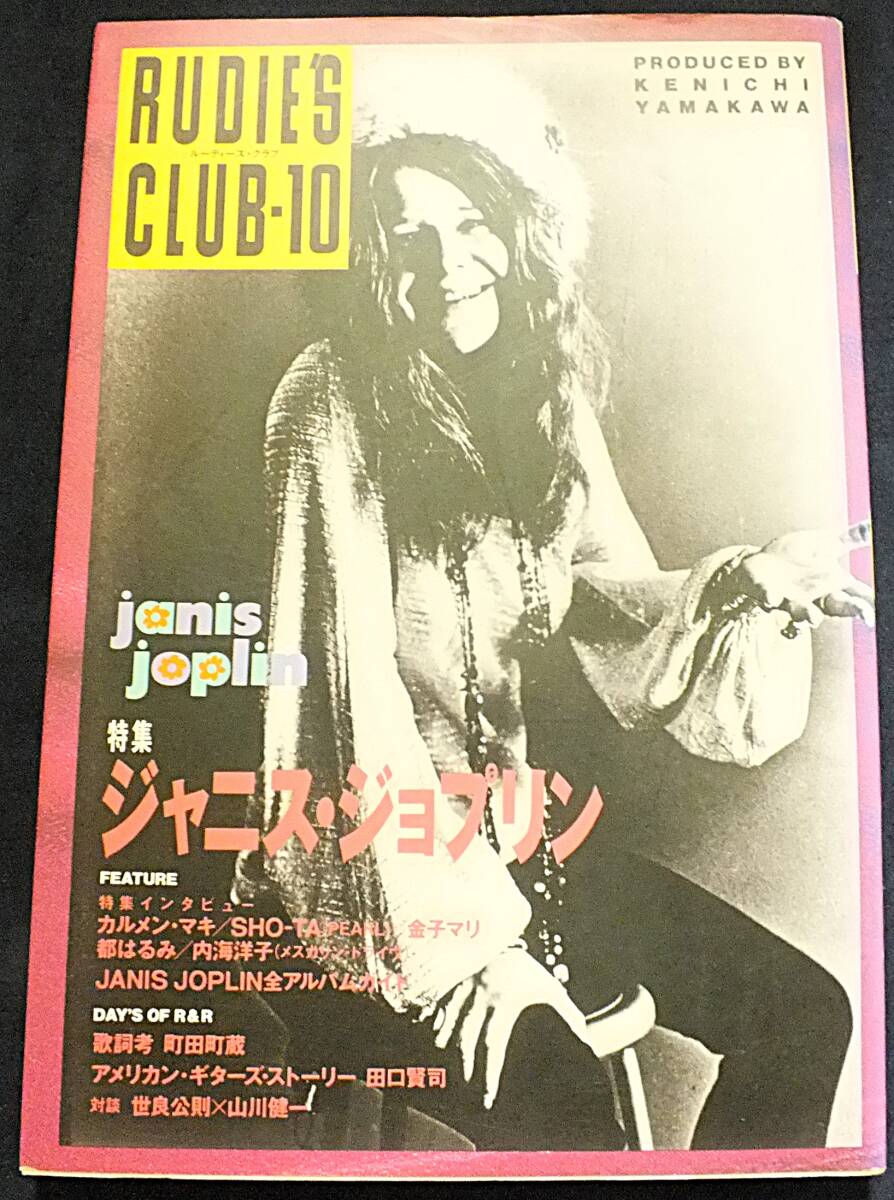 RUDIE'S
ルーディーズ・クラブ
CLUB-10
PRODUCED BY
KENICHI
YAMAKAWA
janis
joplin
特集
ジャニス・ジョプリン
FEATURE
特集インタビュー
カルメン・マキ／SHO-TA(PEARL)／金子マリ
都はるみ／内海洋子(メスカリン・ドライヴ)
JANIS JOPLIN全アルバムガイド
DAY'S OF R&R
歌詞考 町田町蔵
アメリカン・ギターズ・ストーリー 田口賢司
対談 世良公則×山川健一